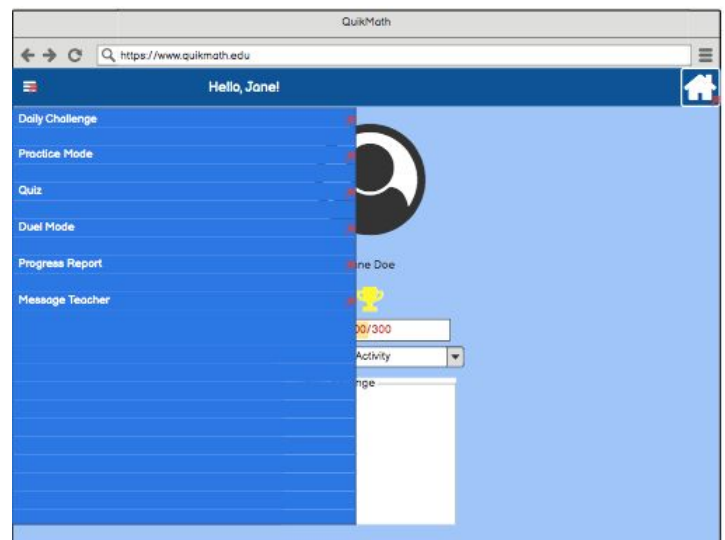 QuikMath
https://www.quikmath.edu
Hello, Jane!
Daily Challenge
Practice Mode
Quiz
Duel Mode
Progress Report
ne Doe
Message Teacher
00/300
Activity
nge